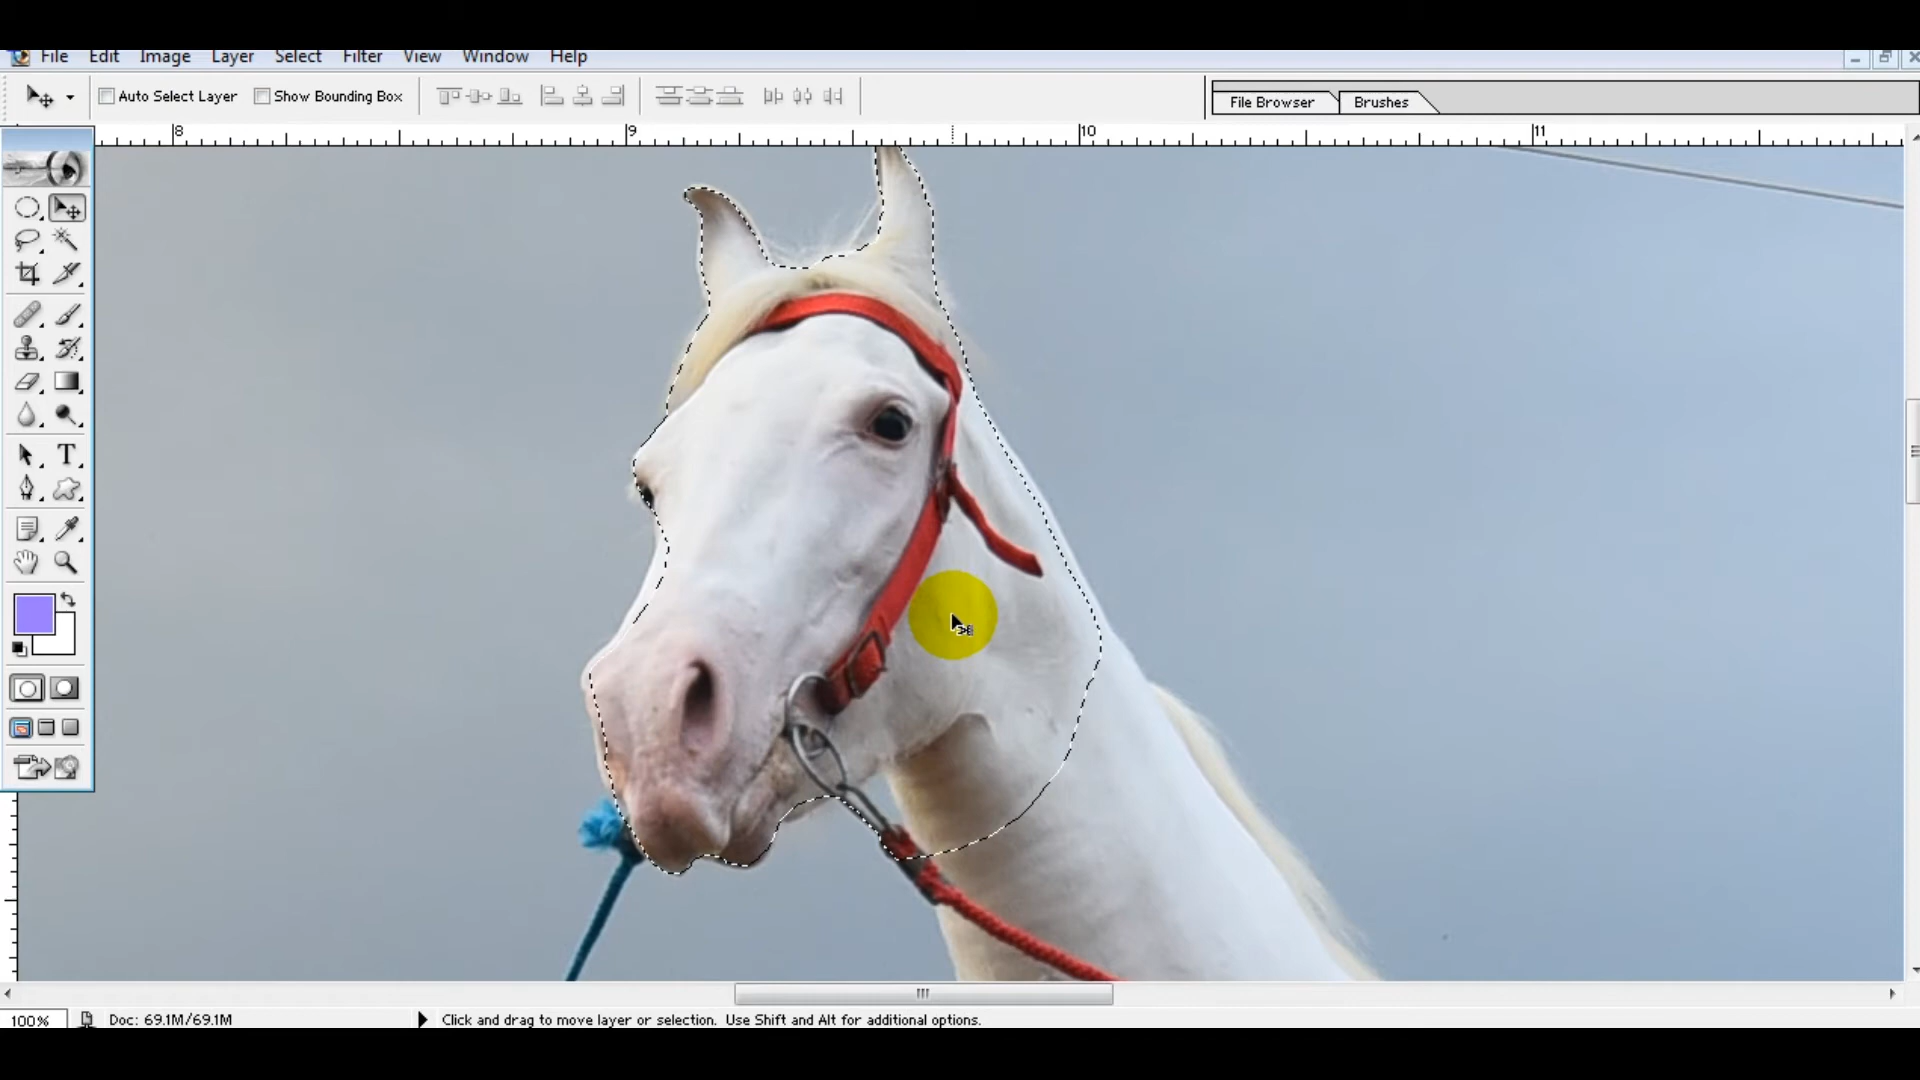 File Edit Image Layer Select Filter View Window Help
Auto Select Layer Show Bounding Box File Browser Brushes
8 9 10 11
T
100% Doc: 69.1M/69.1M Click and drag to move layer or selection. Use Shift and Alt for additional options.